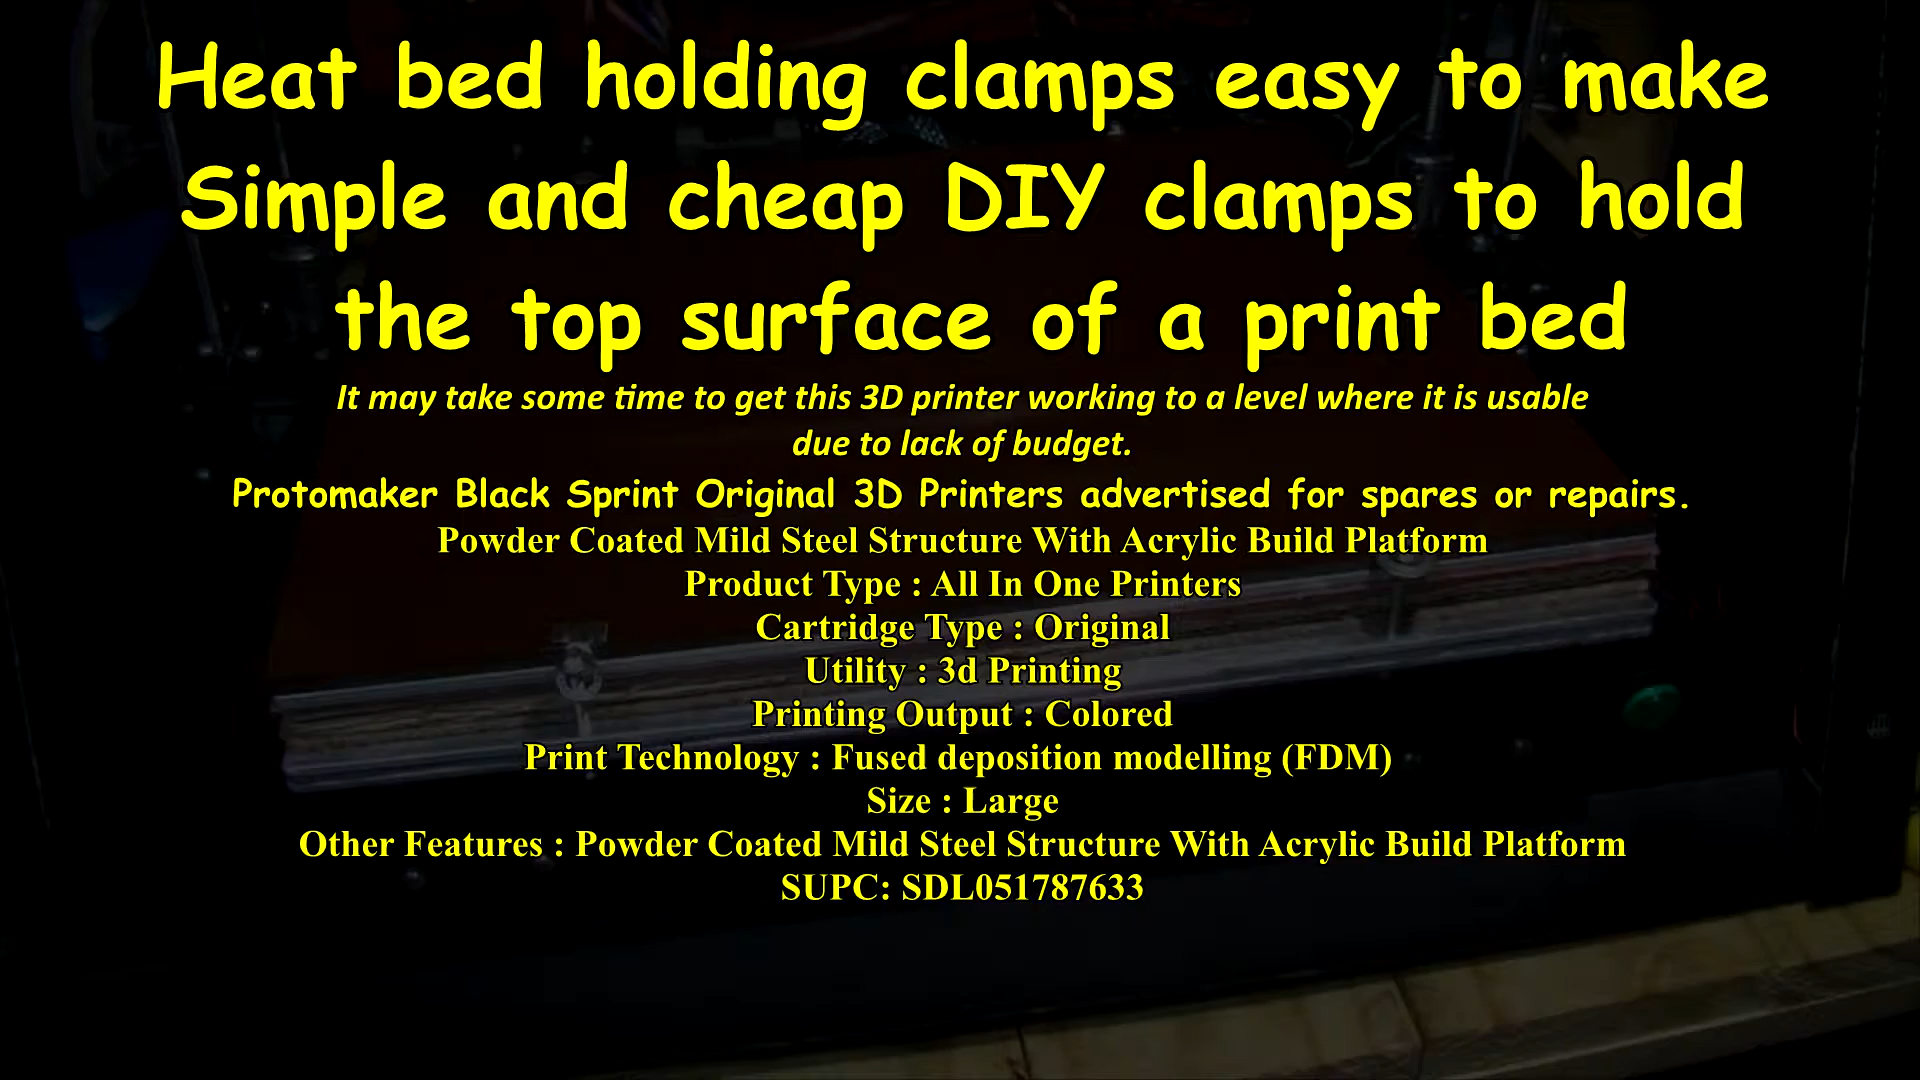 Heat bed holding clamps easy to make
Simple and cheap DIY clamps to hold
the top surface of a print bed
It may take some time to get this 3D printer working to a level where it is usable
due to lack of budget.
Protomaker Black Sprint Original 3D Printers advertised for spares or repairs.
Powder Coated Mild Steel Structure With Acrylic Build Platform
Product Type : All In One Printers
Cartridge Type : Original
Utility : 3d Printing
Printing Output : Colored
Print Technology : Fused deposition modelling (FDM)
Size : Large
Other Features : Powder Coated Mild Steel Structure With Acrylic Build Platform
SUPC: SDL051787633